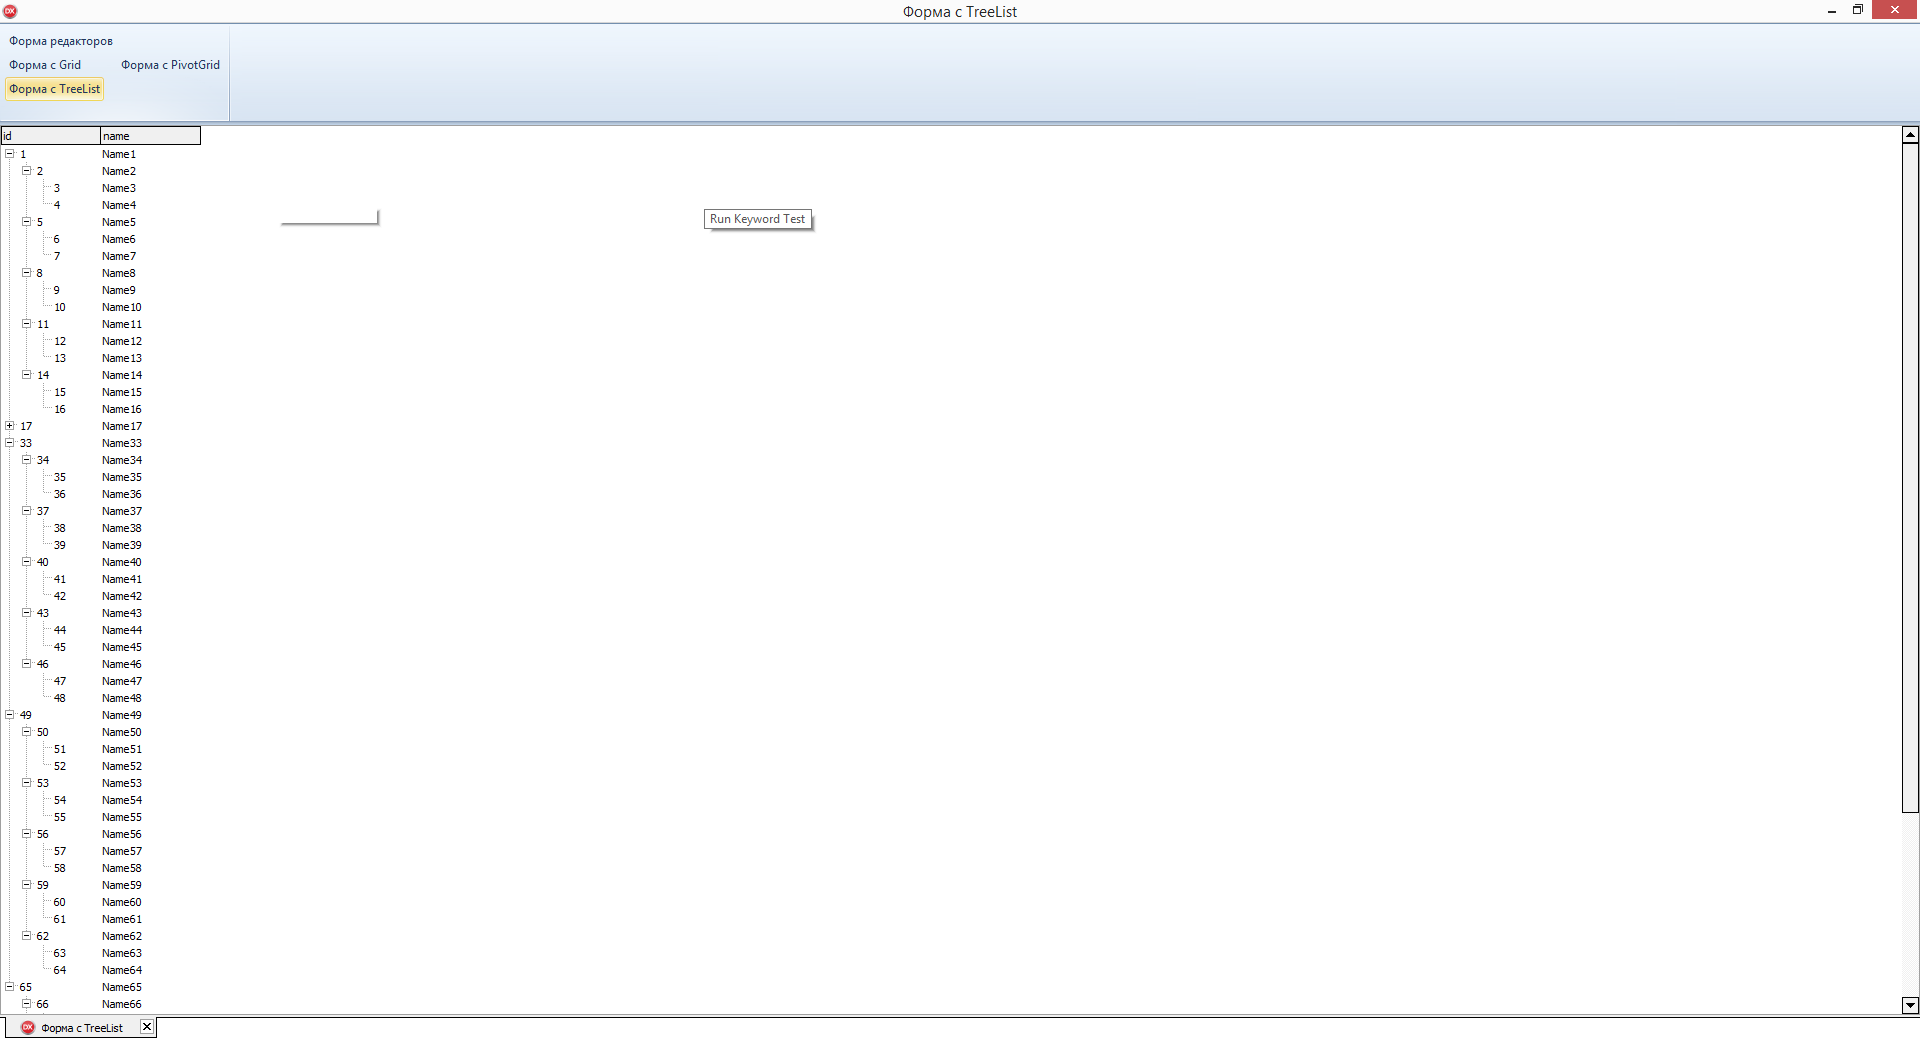 Форма с TreeList
Форма редакторов
Форма с Grid Форма с PivotGrid
Форма с TreeList
id name
1 Name1
2 Name2
3 Name3
4 Name4
Run Keyword Test
5 Name5
6 Name6
7 Name7
8 Name8
9 Name9
10 Name10
11 Name11
12 Name12
13 Name13
14 Name14
15 Name15
16 Name16
17 Name17
33 Name33
34 Name34
35 Name35
36 Name36
37 Name37
38 Name38
39 Name39
40 Name40
41 Name41
42 Name42
43 Name43
44 Name44
45 Name45
46 Name46
47 Name47
48 Name48
49 Name49
50 Name50
51 Name51
52 Name52
53 Name53
54 Name54
55 Name55
56 Name56
57 Name57
58 Name58
59 Name59
60 Name60
61 Name61
62 Name62
63 Name63
64 Name64
65 Name65
66 Name66
DX Форма с TreeList